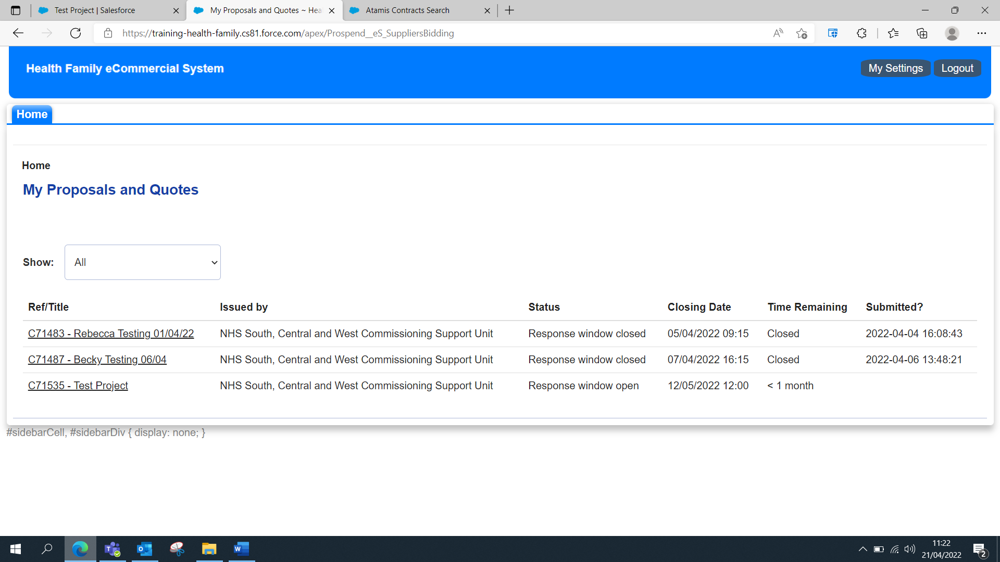 Test Project | Salesforce
My Proposals and Quotes ~ Hea
Atamis Contracts Search
https://training-health-family.cs81.force.com/apex/Prospend__eS_SuppliersBidding
Health Family eCommercial System
My Settings
Logout
Home
Home
My Proposals and Quotes
Show: All
Ref/Title Issued by Status Closing Date Time Remaining Submitted?
C71483 - Rebecca Testing 01/04/22 NHS South, Central and West Commissioning Support Unit Response window closed 05/04/2022 09:15 Closed 2022-04-04 16:08:43
C71487 - Becky Testing 06/04 NHS South, Central and West Commissioning Support Unit Response window closed 07/04/2022 16:15 Closed 2022-04-06 13:48:21
C71535 - Test Project NHS South, Central and West Commissioning Support Unit Response window open 12/05/2022 12:00 < 1 month
#sidebarCell, #sidebarDiv { display: none; }
11:22
21/04/2022
2